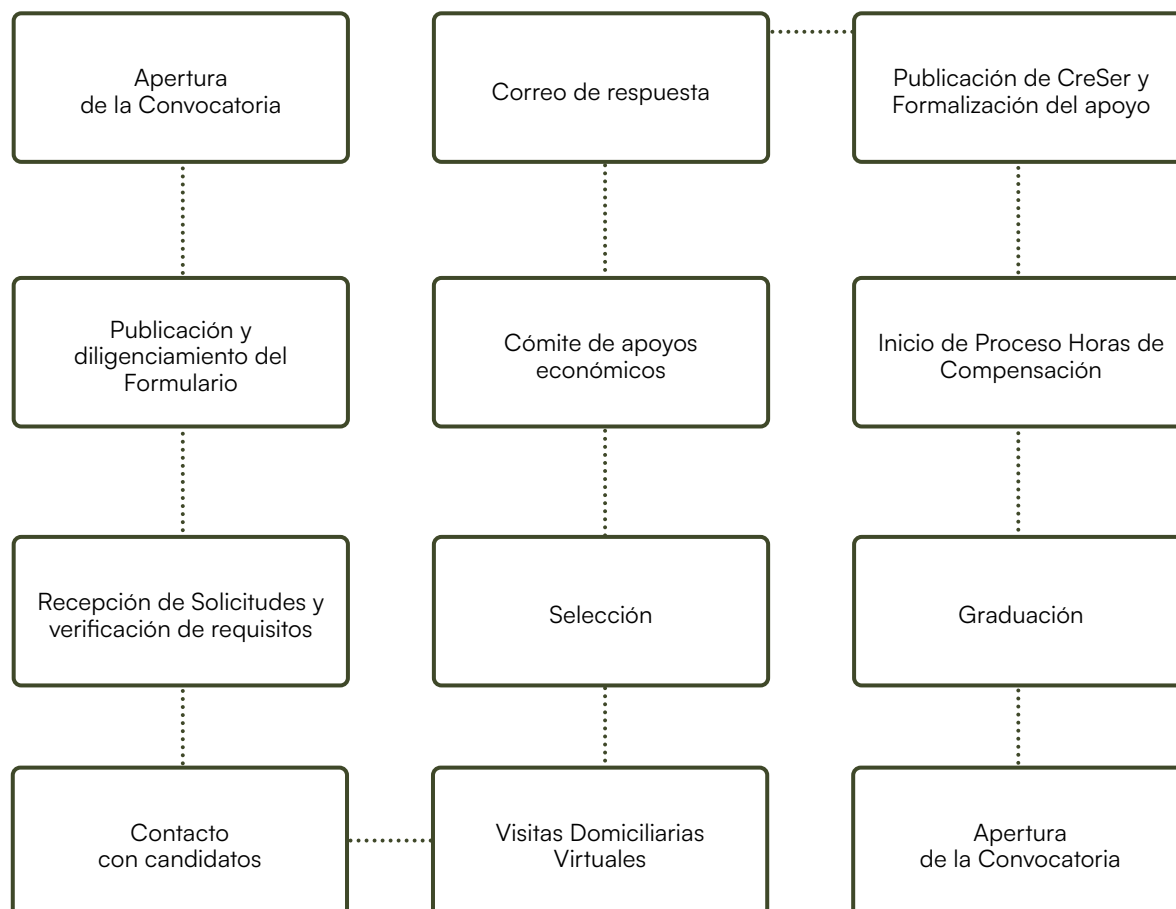 Apertura
de la Convocatoria
Publicación y
diligenciamiento del
Formulario
Recepción de Solicitudes y
verificación de requisitos
Contacto
con candidatos
Visitas Domiciliarias
Virtuales
Selección
Cómite de apoyos
económicos
Correo de respuesta
Publicación de CreSer y
Formalización del apoyo
Inicio de Proceso Horas de
Compensación
Graduación
Apertura
de la Convocatoria